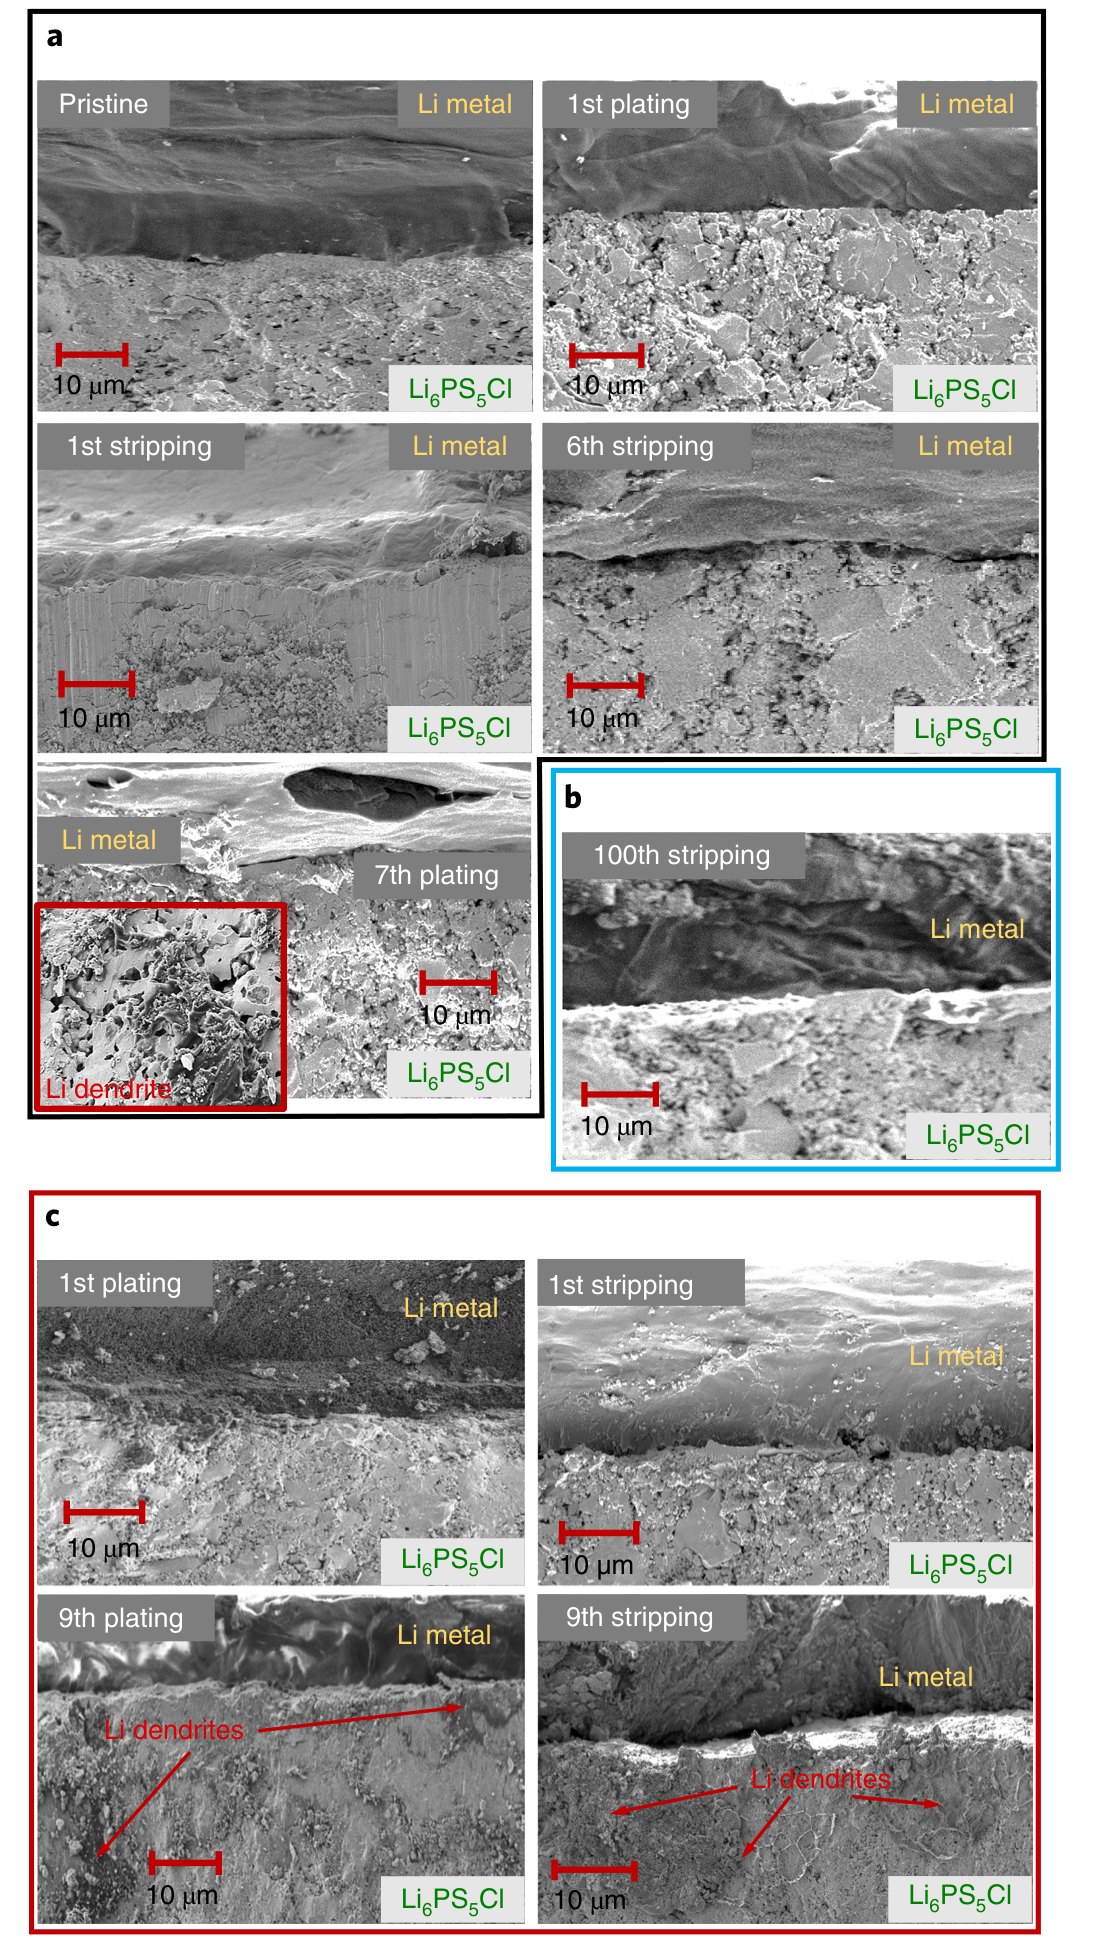 a
Pristine
Li metal
1st plating
Li metal
10 μm
Li₆PS₅Cl
10 μm
Li₆PS₅Cl
1st stripping
Li metal
6th stripping
Li metal
10 μm
Li₆PS₅Cl
10 μm
Li₆PS₅Cl
Li metal
7th plating
10 μm
Li₆PS₅Cl
Li dendrite
b
100th stripping
Li metal
10 μm
Li₆PS₅Cl
c
1st plating
Li metal
1st stripping
Li metal
10 μm
Li₆PS₅Cl
10 μm
Li₆PS₅Cl
9th plating
Li metal
9th stripping
Li metal
Li dendrites
Li dendrites
10 μm
Li₆PS₅Cl
10 μm
Li₆PS₅Cl